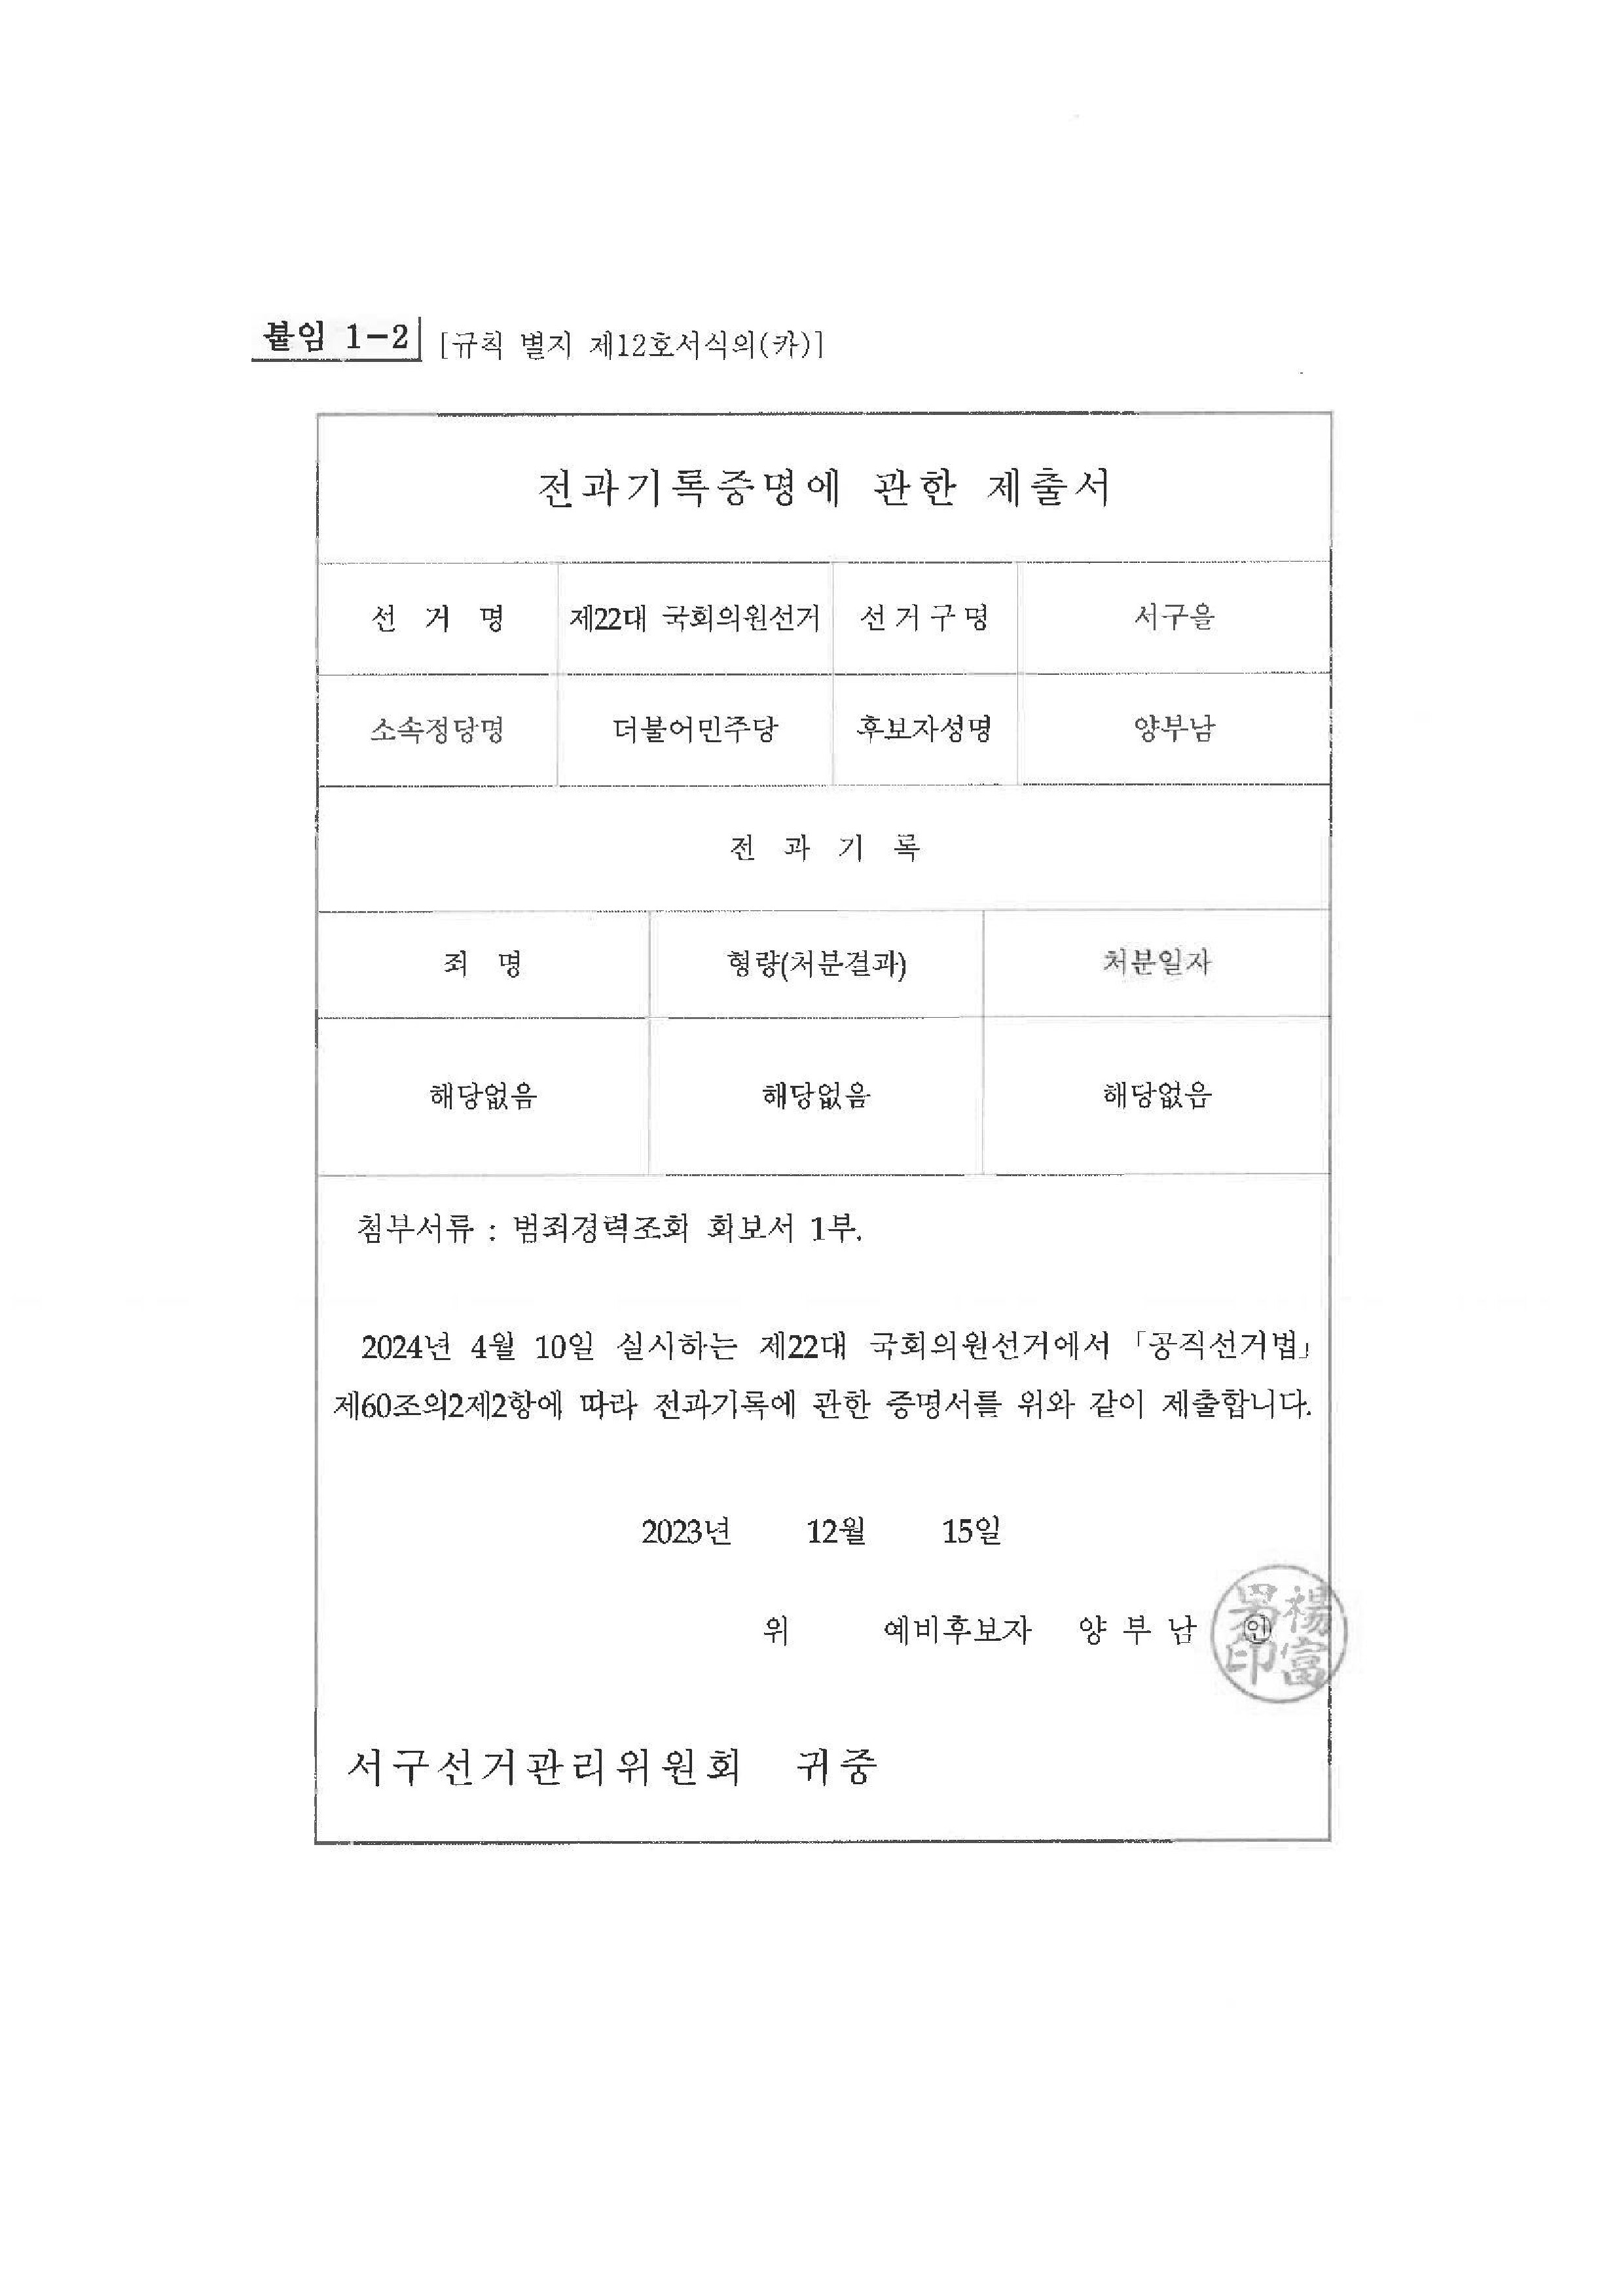 붙임 1-2 [규칙 별지 제12호서식의(카)]
전과기록증명에 관한 제출서
선 거 명 제22대 국회의원선거 선거구명 서구을
소속정당명 더불어민주당 후보자성명 양부남
전 과 기 록
죄 명 형량(처분결과) 처분일자
해당없음 해당없음 해당없음
첨부서류 : 범죄경력조회 회보서 1부.
2024년 4월 10일 실시하는 제22대 국회의원선거에서 「공직선거법」
제60조의2제2항에 따라 전과기록에 관한 증명서를 위와 같이 제출합니다.
2023년 12월 15일
위 예비후보자 양 부 남 ㊞
서구선거관리위원회 귀중